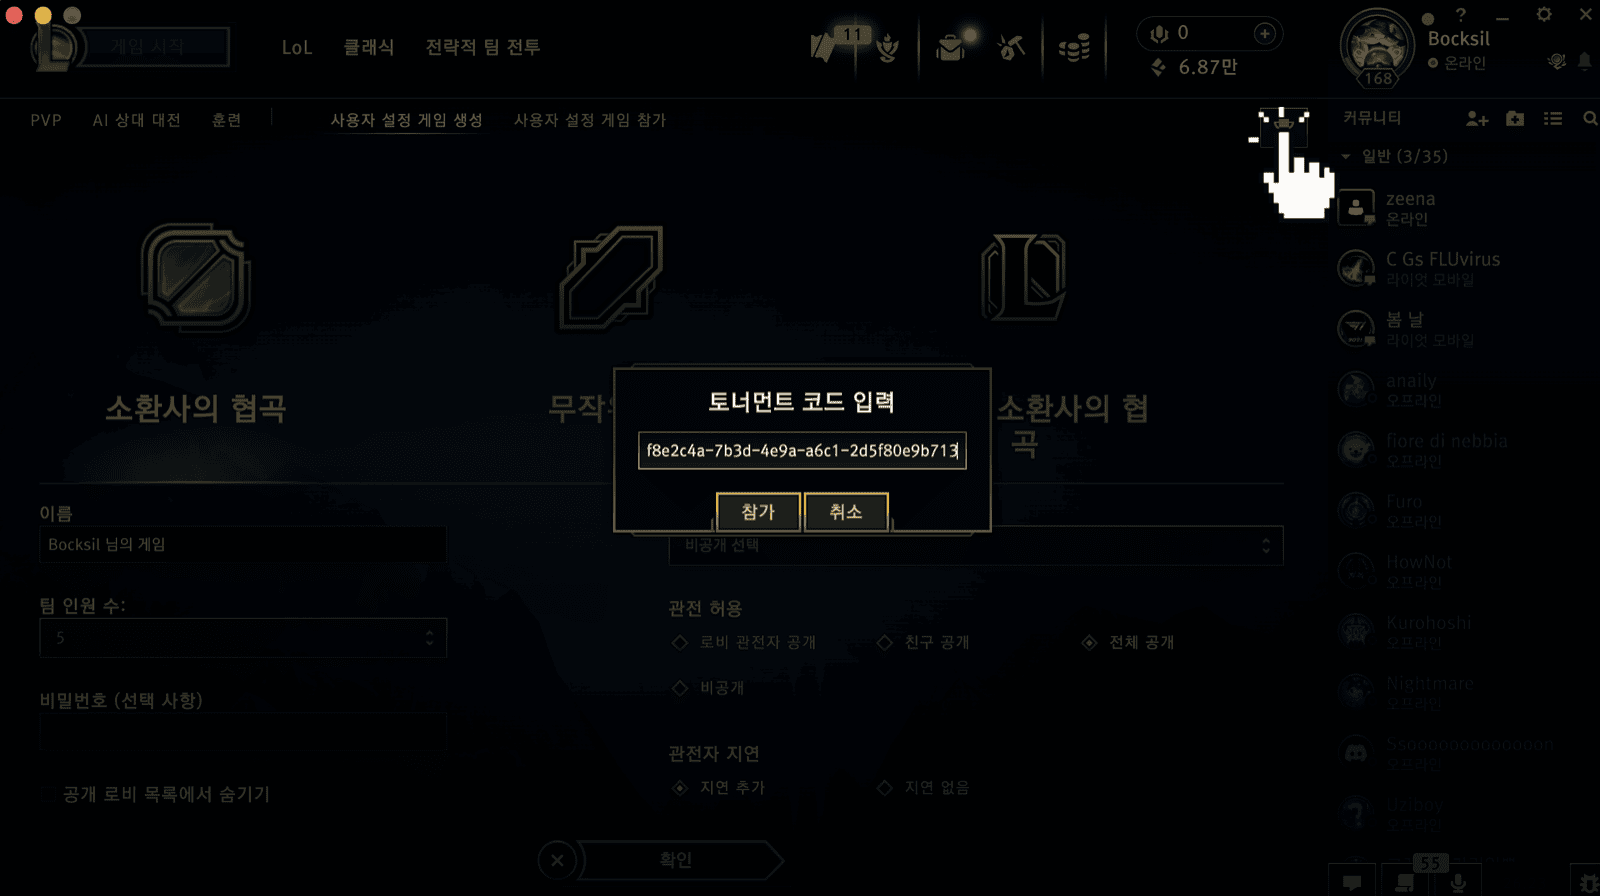 게임 시작
LoL
클래식
전략적 팀 전투
11
0
6.87만
168
?
Bocksil
온라인
PVP
AI 상대 대전
훈련
사용자 설정 게임 생성
사용자 설정 게임 참가
커뮤니티
일반 (3/35)
zeena
온라인
C Gs FLUvirus
라이엇 모바일
봄 날
라이엇 모바일
anaily
오프라인
fiore di nebbia
오프라인
Furo
오프라인
HowNot
오프라인
Kurohoshi
오프라인
Nightmare
오프라인
오프라인
55
소환사의 협곡
무작위
소환사의 협
곡
토너먼트 코드 입력
f8e2c4a-7b3d-4e9a-a6c1-2d5f80e9b713
참가
취소
이름
Bocksil 님의 게임
팀 인원 수:
5
비밀번호 (선택 사항)
공개 로비 목록에서 숨기기
비공개 선택
관전 허용
로비 관전자 공개
친구 공개
전체 공개
비공개
관전자 지연
지연 추가
지연 없음
확인